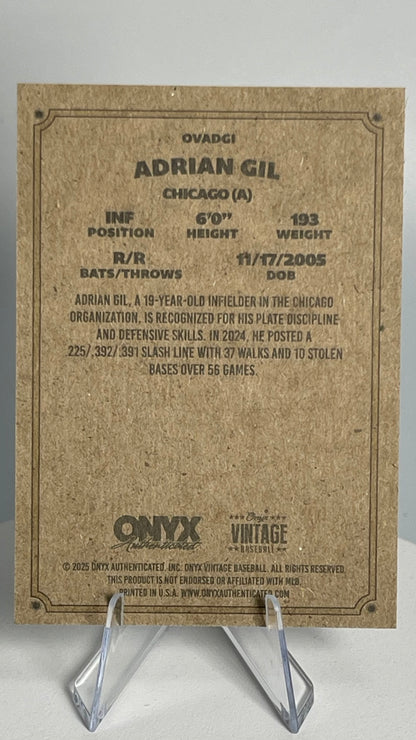 OVADGI
ADRIAN GIL
CHICAGO (A)
INF 6'0" 193
POSITION HEIGHT WEIGHT
R/R 11/17/2005
BATS/THROWS DOB
ADRIAN GIL, A 19-YEAR-OLD INFIELDER IN THE CHICAGO
ORGANIZATION, IS RECOGNIZED FOR HIS PLATE DISCIPLINE
AND DEFENSIVE SKILLS. IN 2024, HE POSTED A
.225/.392/.391 SLASH LINE WITH 37 WALKS AND 10 STOLEN
BASES OVER 56 GAMES.
ONYX
Authenticated
Onyx
VINTAGE
BASEBALL
© 2025 ONYX AUTHENTICATED, INC. ONYX VINTAGE BASEBALL. ALL RIGHTS RESERVED.
THIS PRODUCT IS NOT ENDORSED OR AFFILIATED WITH MLB.
PRINTED IN U.S.A. WWW.ONYXAUTHENTICATED.COM